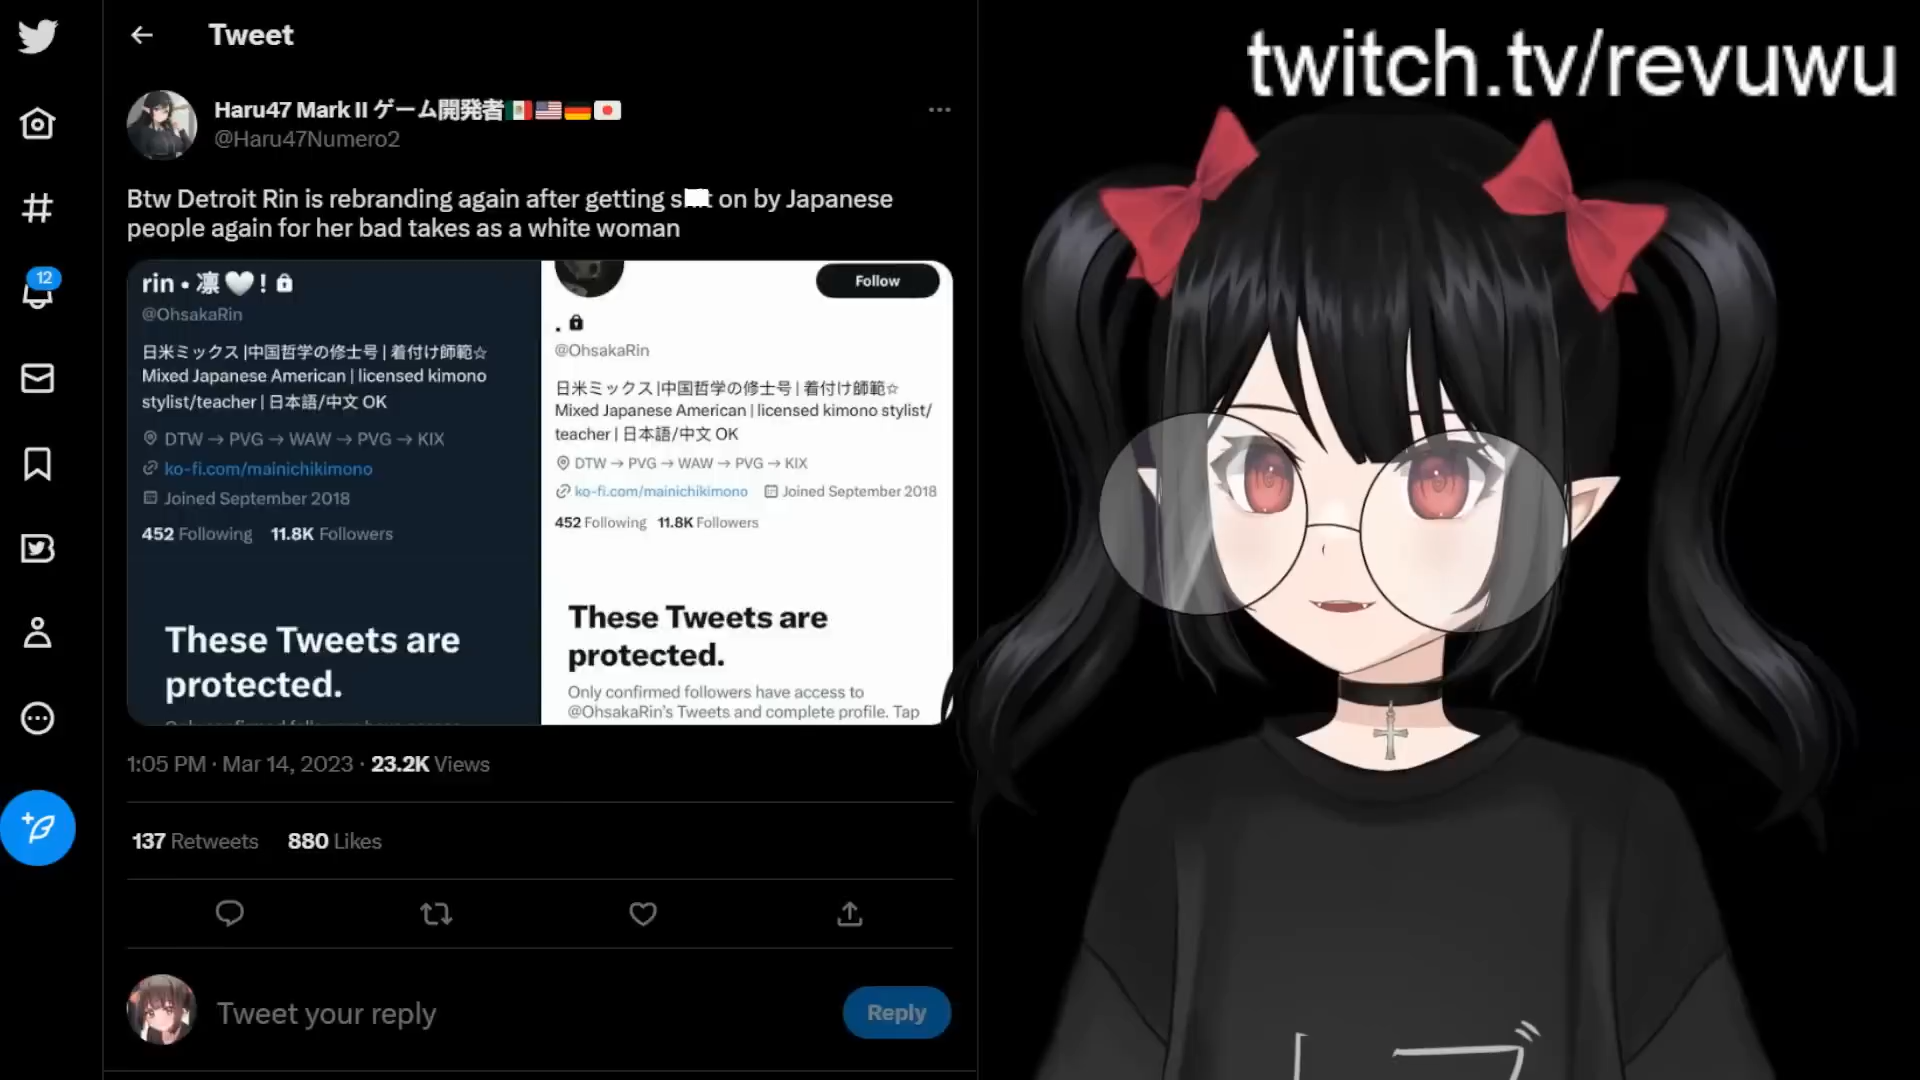 twitch.tv/revuwu
Tweet
Haru47 Mark II ゲーム開発者
@Haru47Numero2
Btw Detroit Rin is rebranding again after getting s t on by Japanese
people again for her bad takes as a white woman
rin • 凛 🤍 !
@OhsakaRin
日米ミックス |中国哲学の修士号 | 着付け師範☆
Mixed Japanese American | licensed kimono
stylist/teacher | 日本語/中文 OK
DTW → PVG → WAW → PVG → KIX
ko-fi.com/mainichikimono
Joined September 2018
452 Following 11.8K Followers
These Tweets are
protected.
Follow
.
@OhsakaRin
日米ミックス |中国哲学の修士号 | 着付け師範☆
Mixed Japanese American | licensed kimono stylist/
teacher | 日本語/中文 OK
DTW → PVG → WAW → PVG → KIX
ko-fi.com/mainichikimono Joined September 2018
452 Following 11.8K Followers
These Tweets are
protected.
Only confirmed followers have access to
@OhsakaRin's Tweets and complete profile. Tap
1:05 PM · Mar 14, 2023 · 23.2K Views
137 Retweets 880 Likes
Tweet your reply
Reply
12